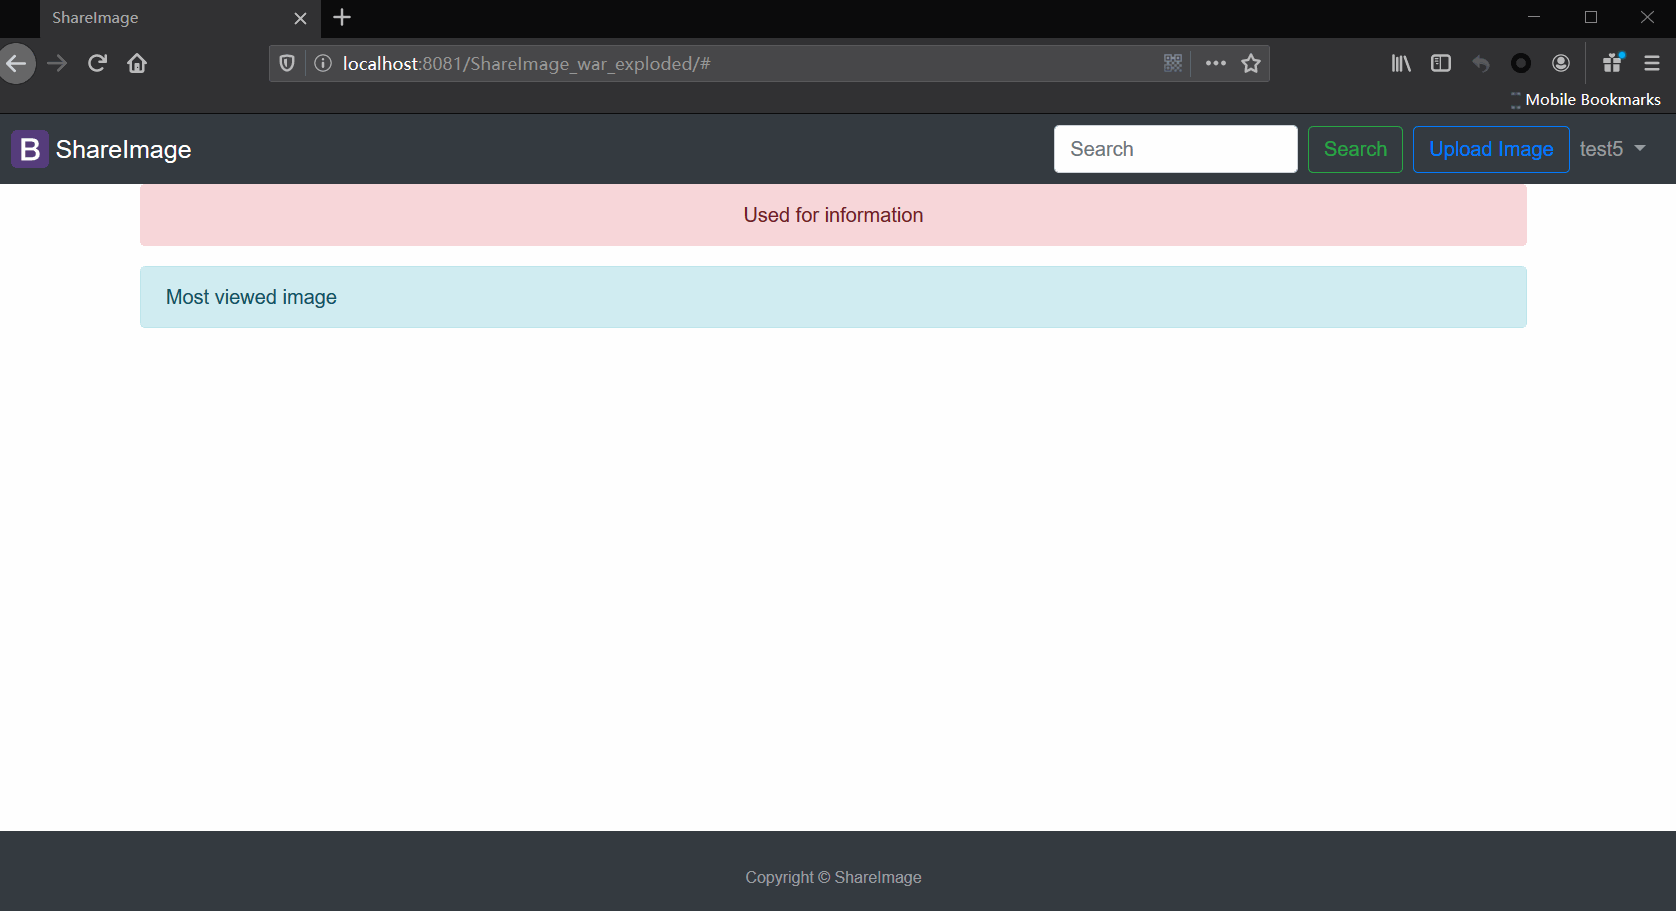 ShareImage
localhost:8081/ShareImage_war_exploded/#
Mobile Bookmarks
B ShareImage Search Search Upload Image test5
Used for information
Most viewed image
Copyright © ShareImage